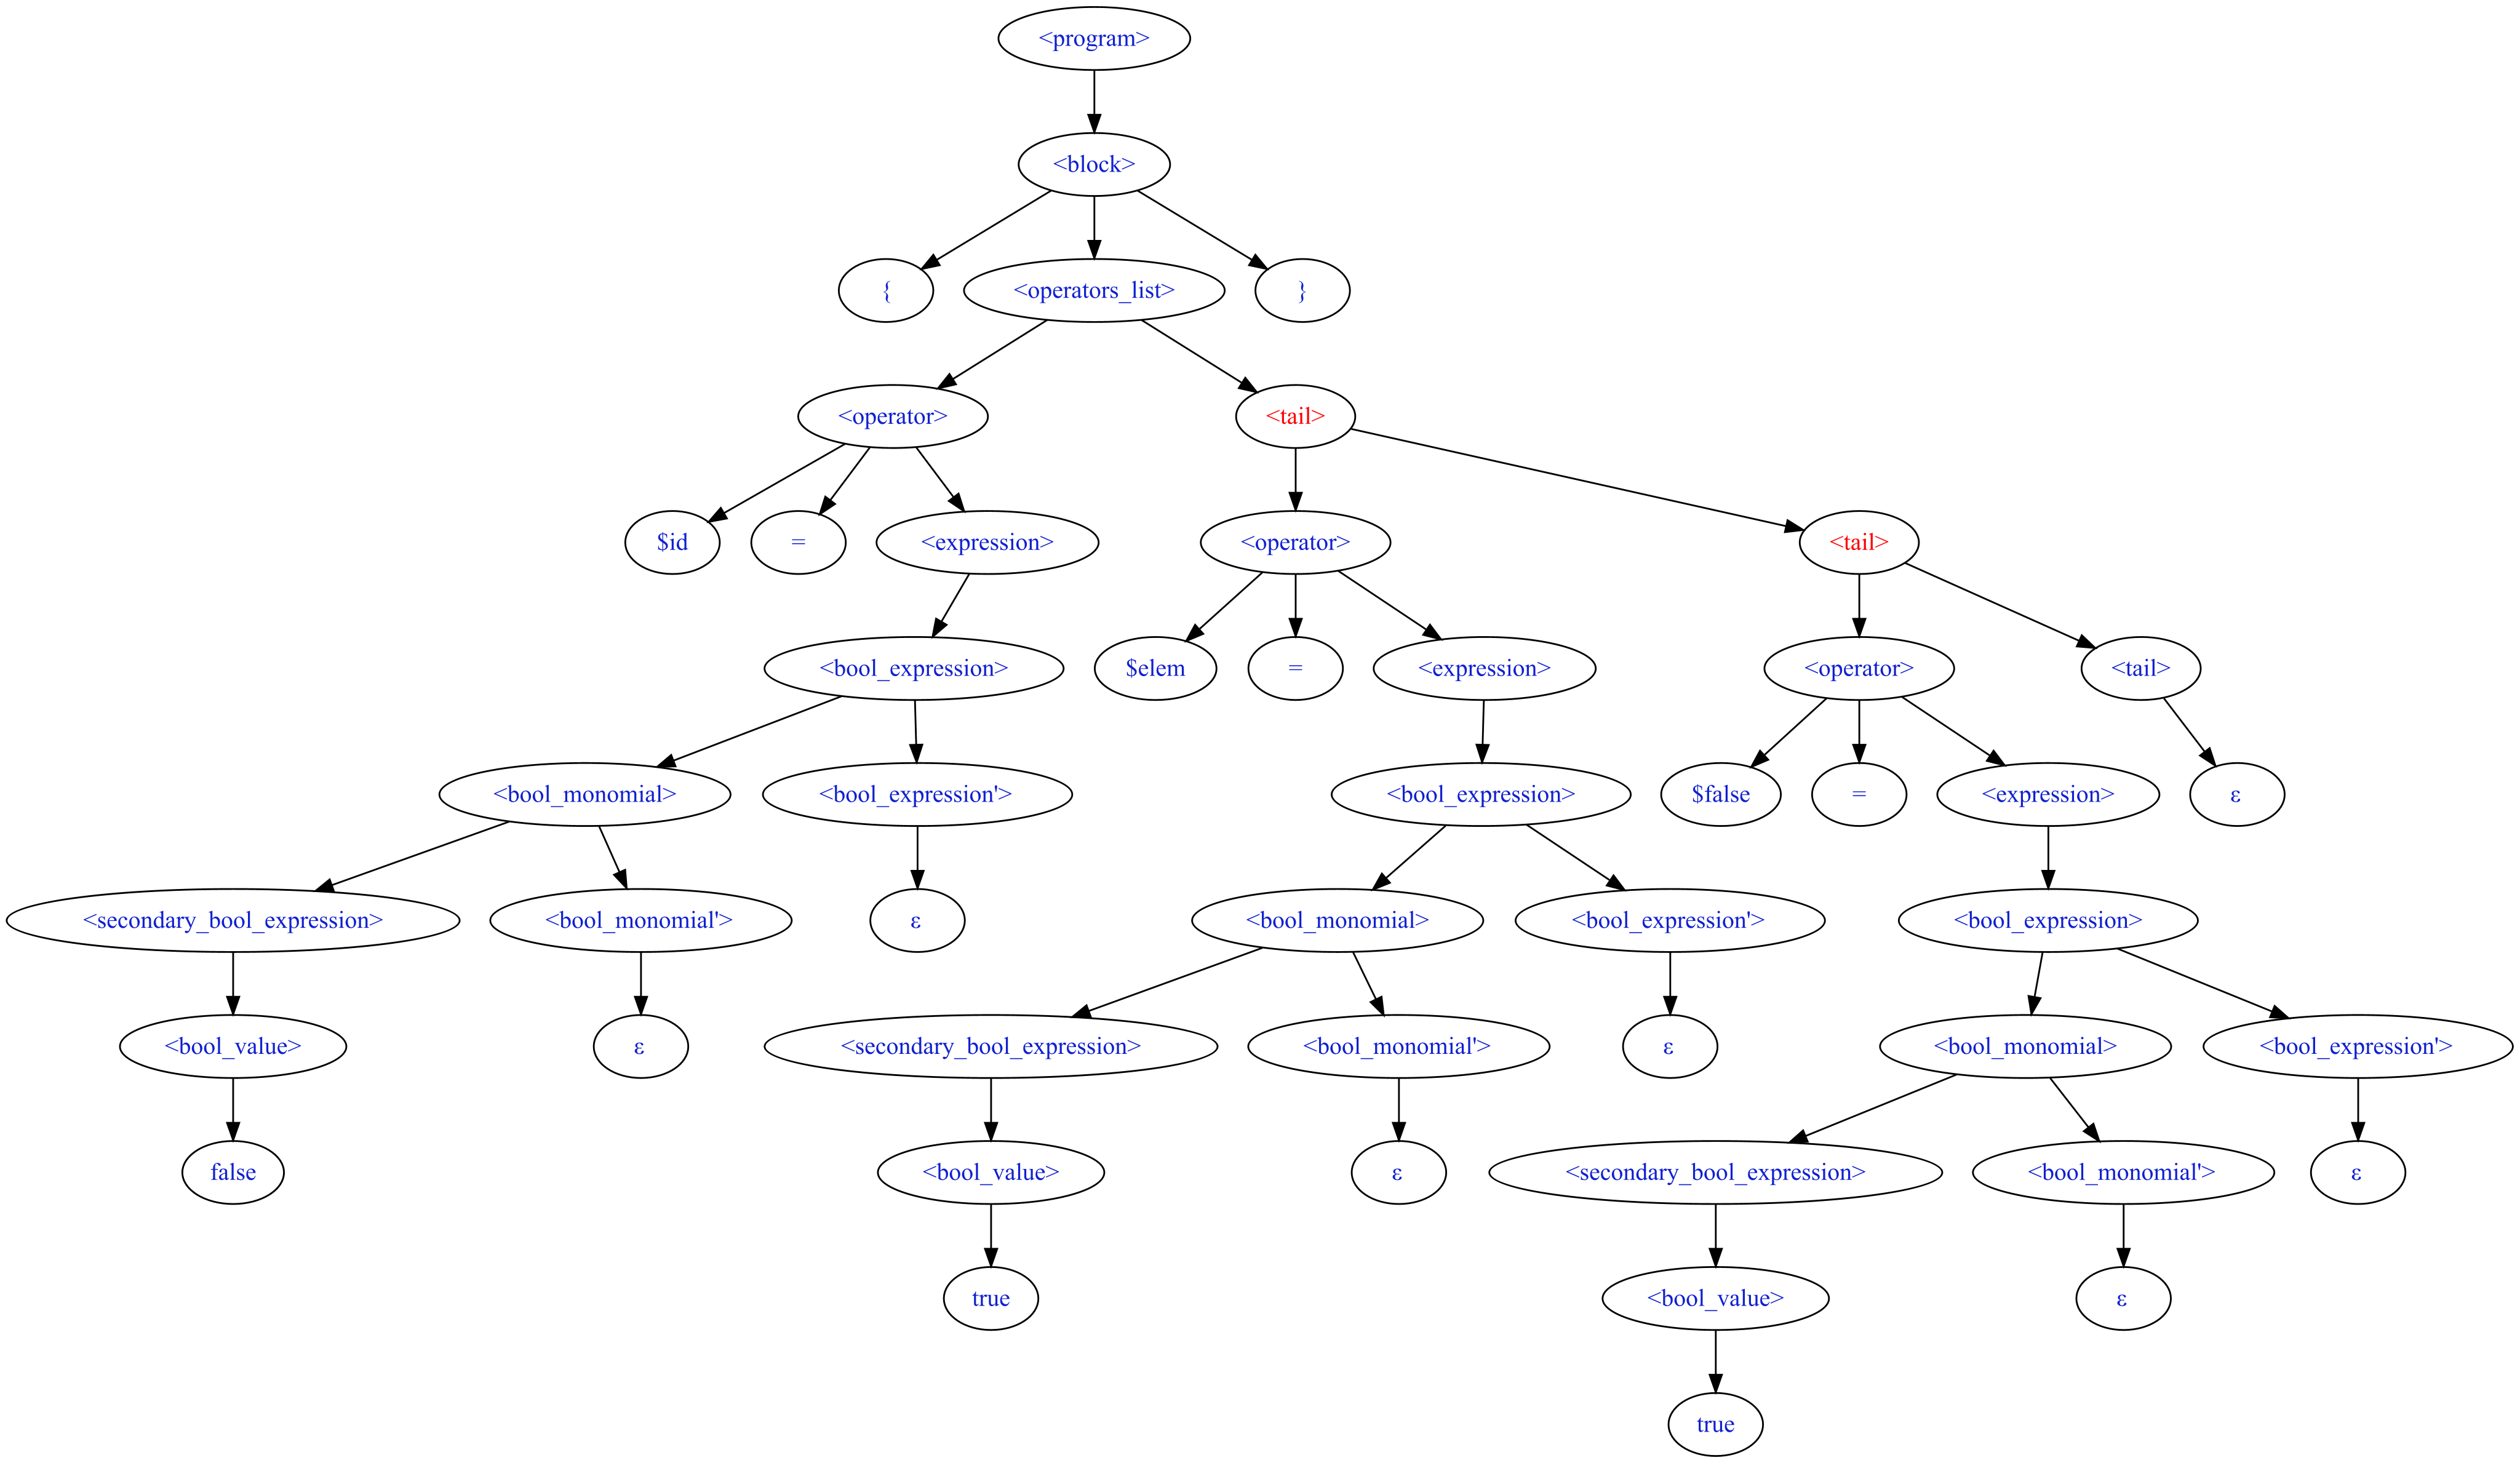 <program>
<block>
{ <operators_list> }
<operator> <tail>
$id = <expression> <operator> <tail>
<bool_expression> $elem = <expression> <operator> <tail>
<bool_monomial> <bool_expression'> <bool_expression> $false = <expression> ε
<secondary_bool_expression> <bool_monomial'> ε <bool_monomial> <bool_expression'> <bool_expression>
<bool_value> ε <secondary_bool_expression> <bool_monomial'> ε <bool_monomial> <bool_expression'>
false <bool_value> ε <secondary_bool_expression> <bool_monomial'> ε
true <bool_value> ε
true